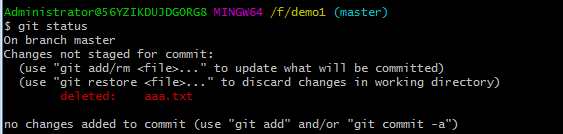 Administrator@56YZIKDUJDGORG8 MINGW64 /f/demo1 (master)
$ git status
On branch master
Changes not staged for commit:
  (use "git add/rm <file>..." to update what will be committed)
  (use "git restore <file>..." to discard changes in working directory)
        deleted:    aaa.txt

no changes added to commit (use "git add" and/or "git commit -a")